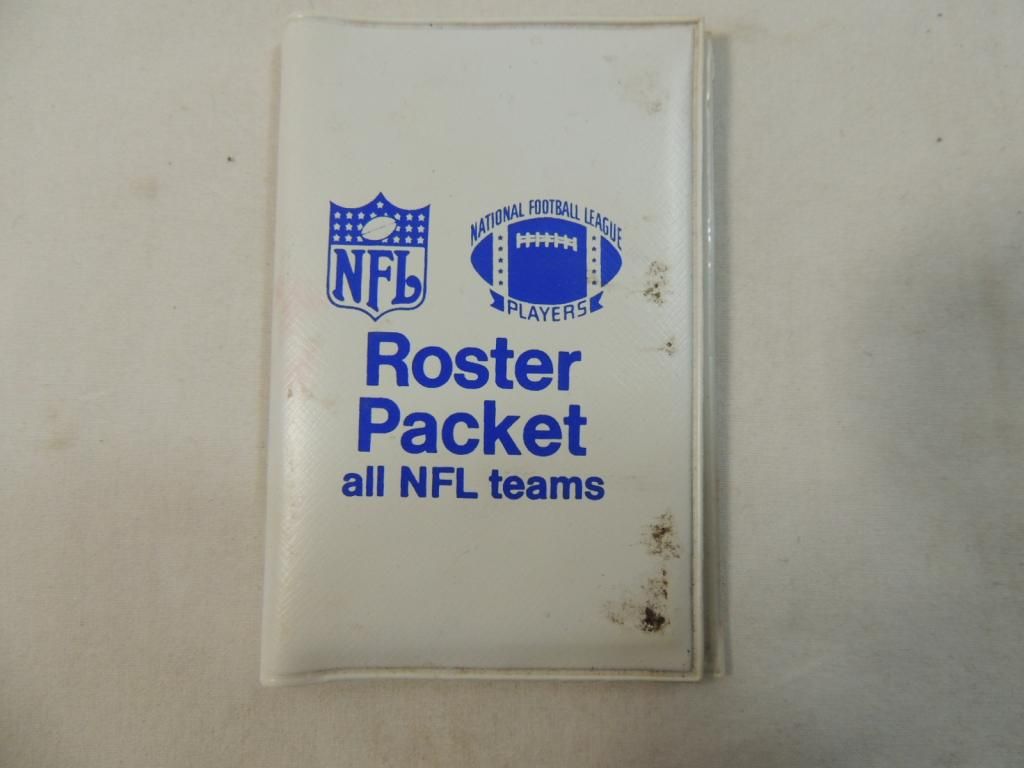 NFL
NATIONAL FOOTBALL LEAGUE
PLAYERS
Roster
Packet
all NFL teams